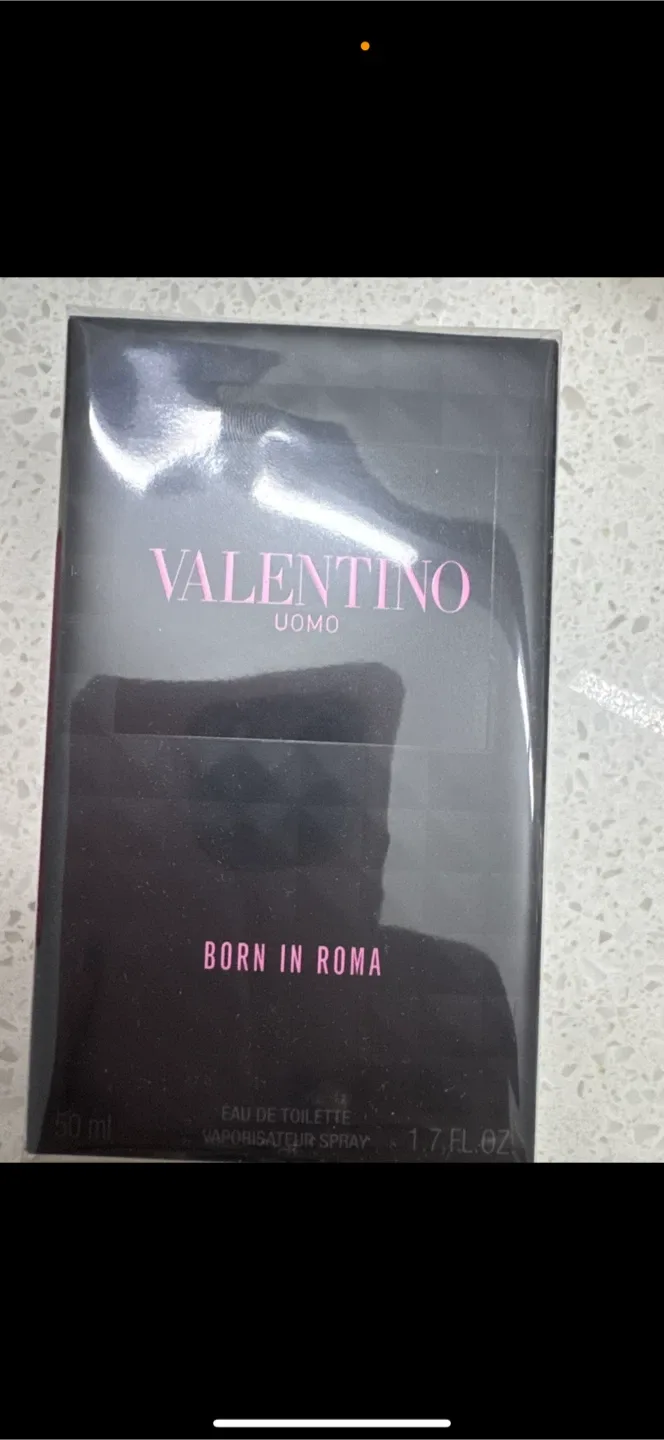 VALENTINO
UOMO
BORN IN ROMA
EAU DE TOILETTE
50 ml VAPORISATEUR SPRAY 1.7 FL.OZ.